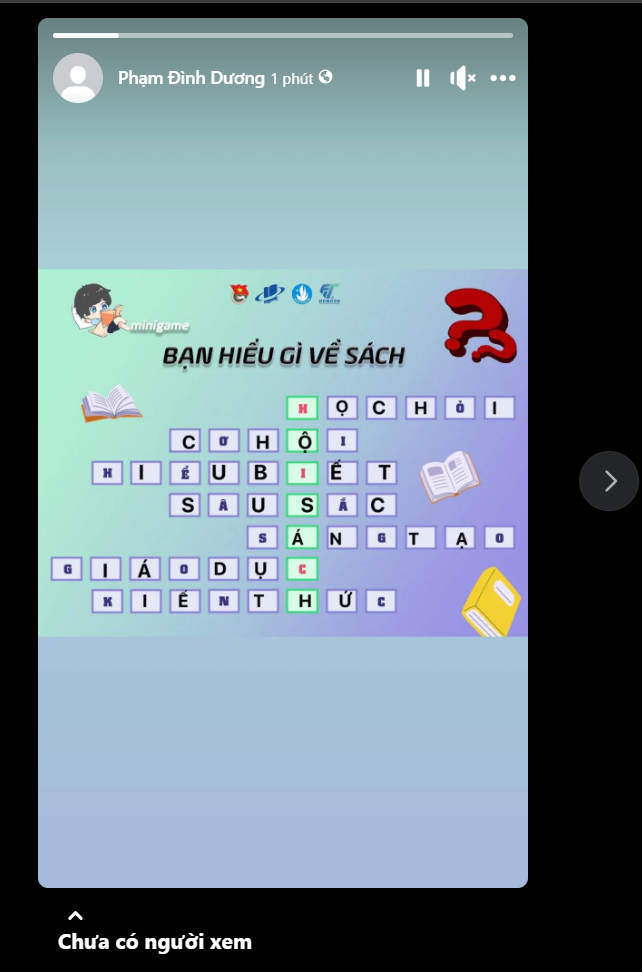 Phạm Đình Dương 1 phút
minigame
BẠN HIỂU GÌ VỀ SÁCH
H Ọ C H Ỏ I
C Ơ H Ộ I
H I Ể U B I Ế T
S Â U S Ắ C
S Á N G T Ạ O
G I Á O D Ụ C
K I Ế N T H Ứ C
Chưa có người xem